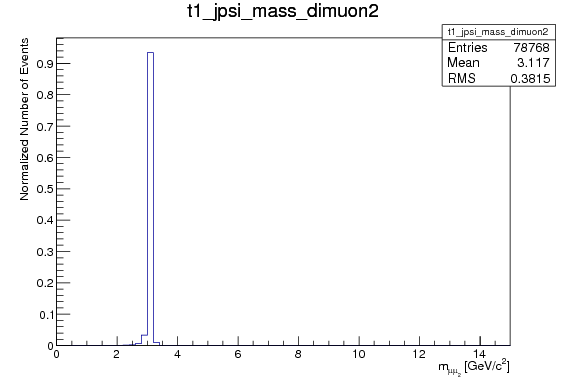 t1_jpsi_mass_dimuon2
t1_jpsi_mass_dimuon2
Entries 78768
Mean 3.117
RMS 0.3815
Normalized Number of Events
0.9
0.8
0.7
0.6
0.5
0.4
0.3
0.2
0.1
0
0 2 4 6 8 10 12 14
m_{μμ_2} [GeV/c²]